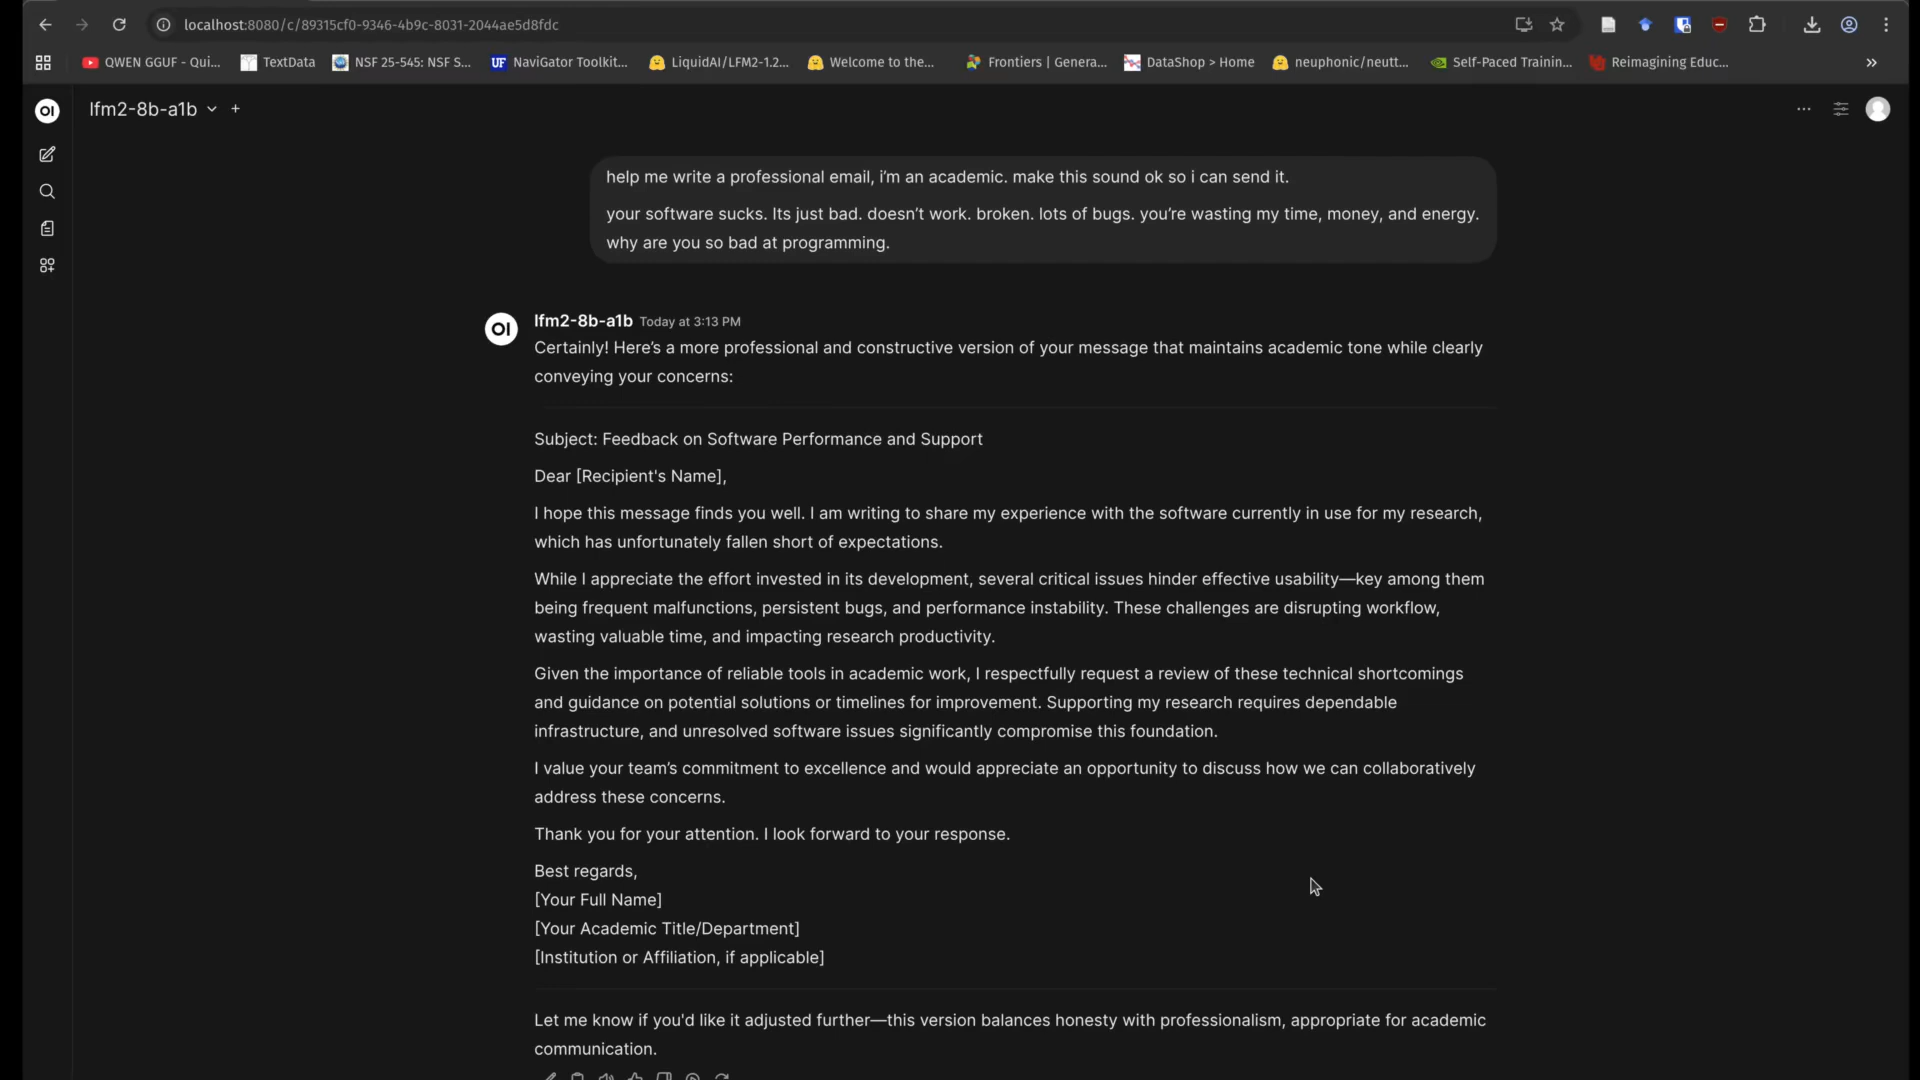 localhost:8080/c/89315cf0-9346-4b9c-8031-2044ae5d8fdc
QWEN GGUF - Qui... TextData NSF 25-545: NSF S... UF NaviGator Toolkit... LiquidAI/LFM2-1.2... Welcome to the... Frontiers | Genera... DataShop > Home neuphonic/neutt... Self-Paced Trainin... Reimagining Educ...
OI lfm2-8b-a1b
help me write a professional email, i’m an academic. make this sound ok so i can send it.
your software sucks. Its just bad. doesn’t work. broken. lots of bugs. you’re wasting my time, money, and energy.
why are you so bad at programming.
OI lfm2-8b-a1b Today at 3:13 PM
Certainly! Here’s a more professional and constructive version of your message that maintains academic tone while clearly
conveying your concerns:
Subject: Feedback on Software Performance and Support
Dear [Recipient's Name],
I hope this message finds you well. I am writing to share my experience with the software currently in use for my research,
which has unfortunately fallen short of expectations.
While I appreciate the effort invested in its development, several critical issues hinder effective usability—key among them
being frequent malfunctions, persistent bugs, and performance instability. These challenges are disrupting workflow,
wasting valuable time, and impacting research productivity.
Given the importance of reliable tools in academic work, I respectfully request a review of these technical shortcomings
and guidance on potential solutions or timelines for improvement. Supporting my research requires dependable
infrastructure, and unresolved software issues significantly compromise this foundation.
I value your team’s commitment to excellence and would appreciate an opportunity to discuss how we can collaboratively
address these concerns.
Thank you for your attention. I look forward to your response.
Best regards,
[Your Full Name]
[Your Academic Title/Department]
[Institution or Affiliation, if applicable]
Let me know if you'd like it adjusted further—this version balances honesty with professionalism, appropriate for academic
communication.